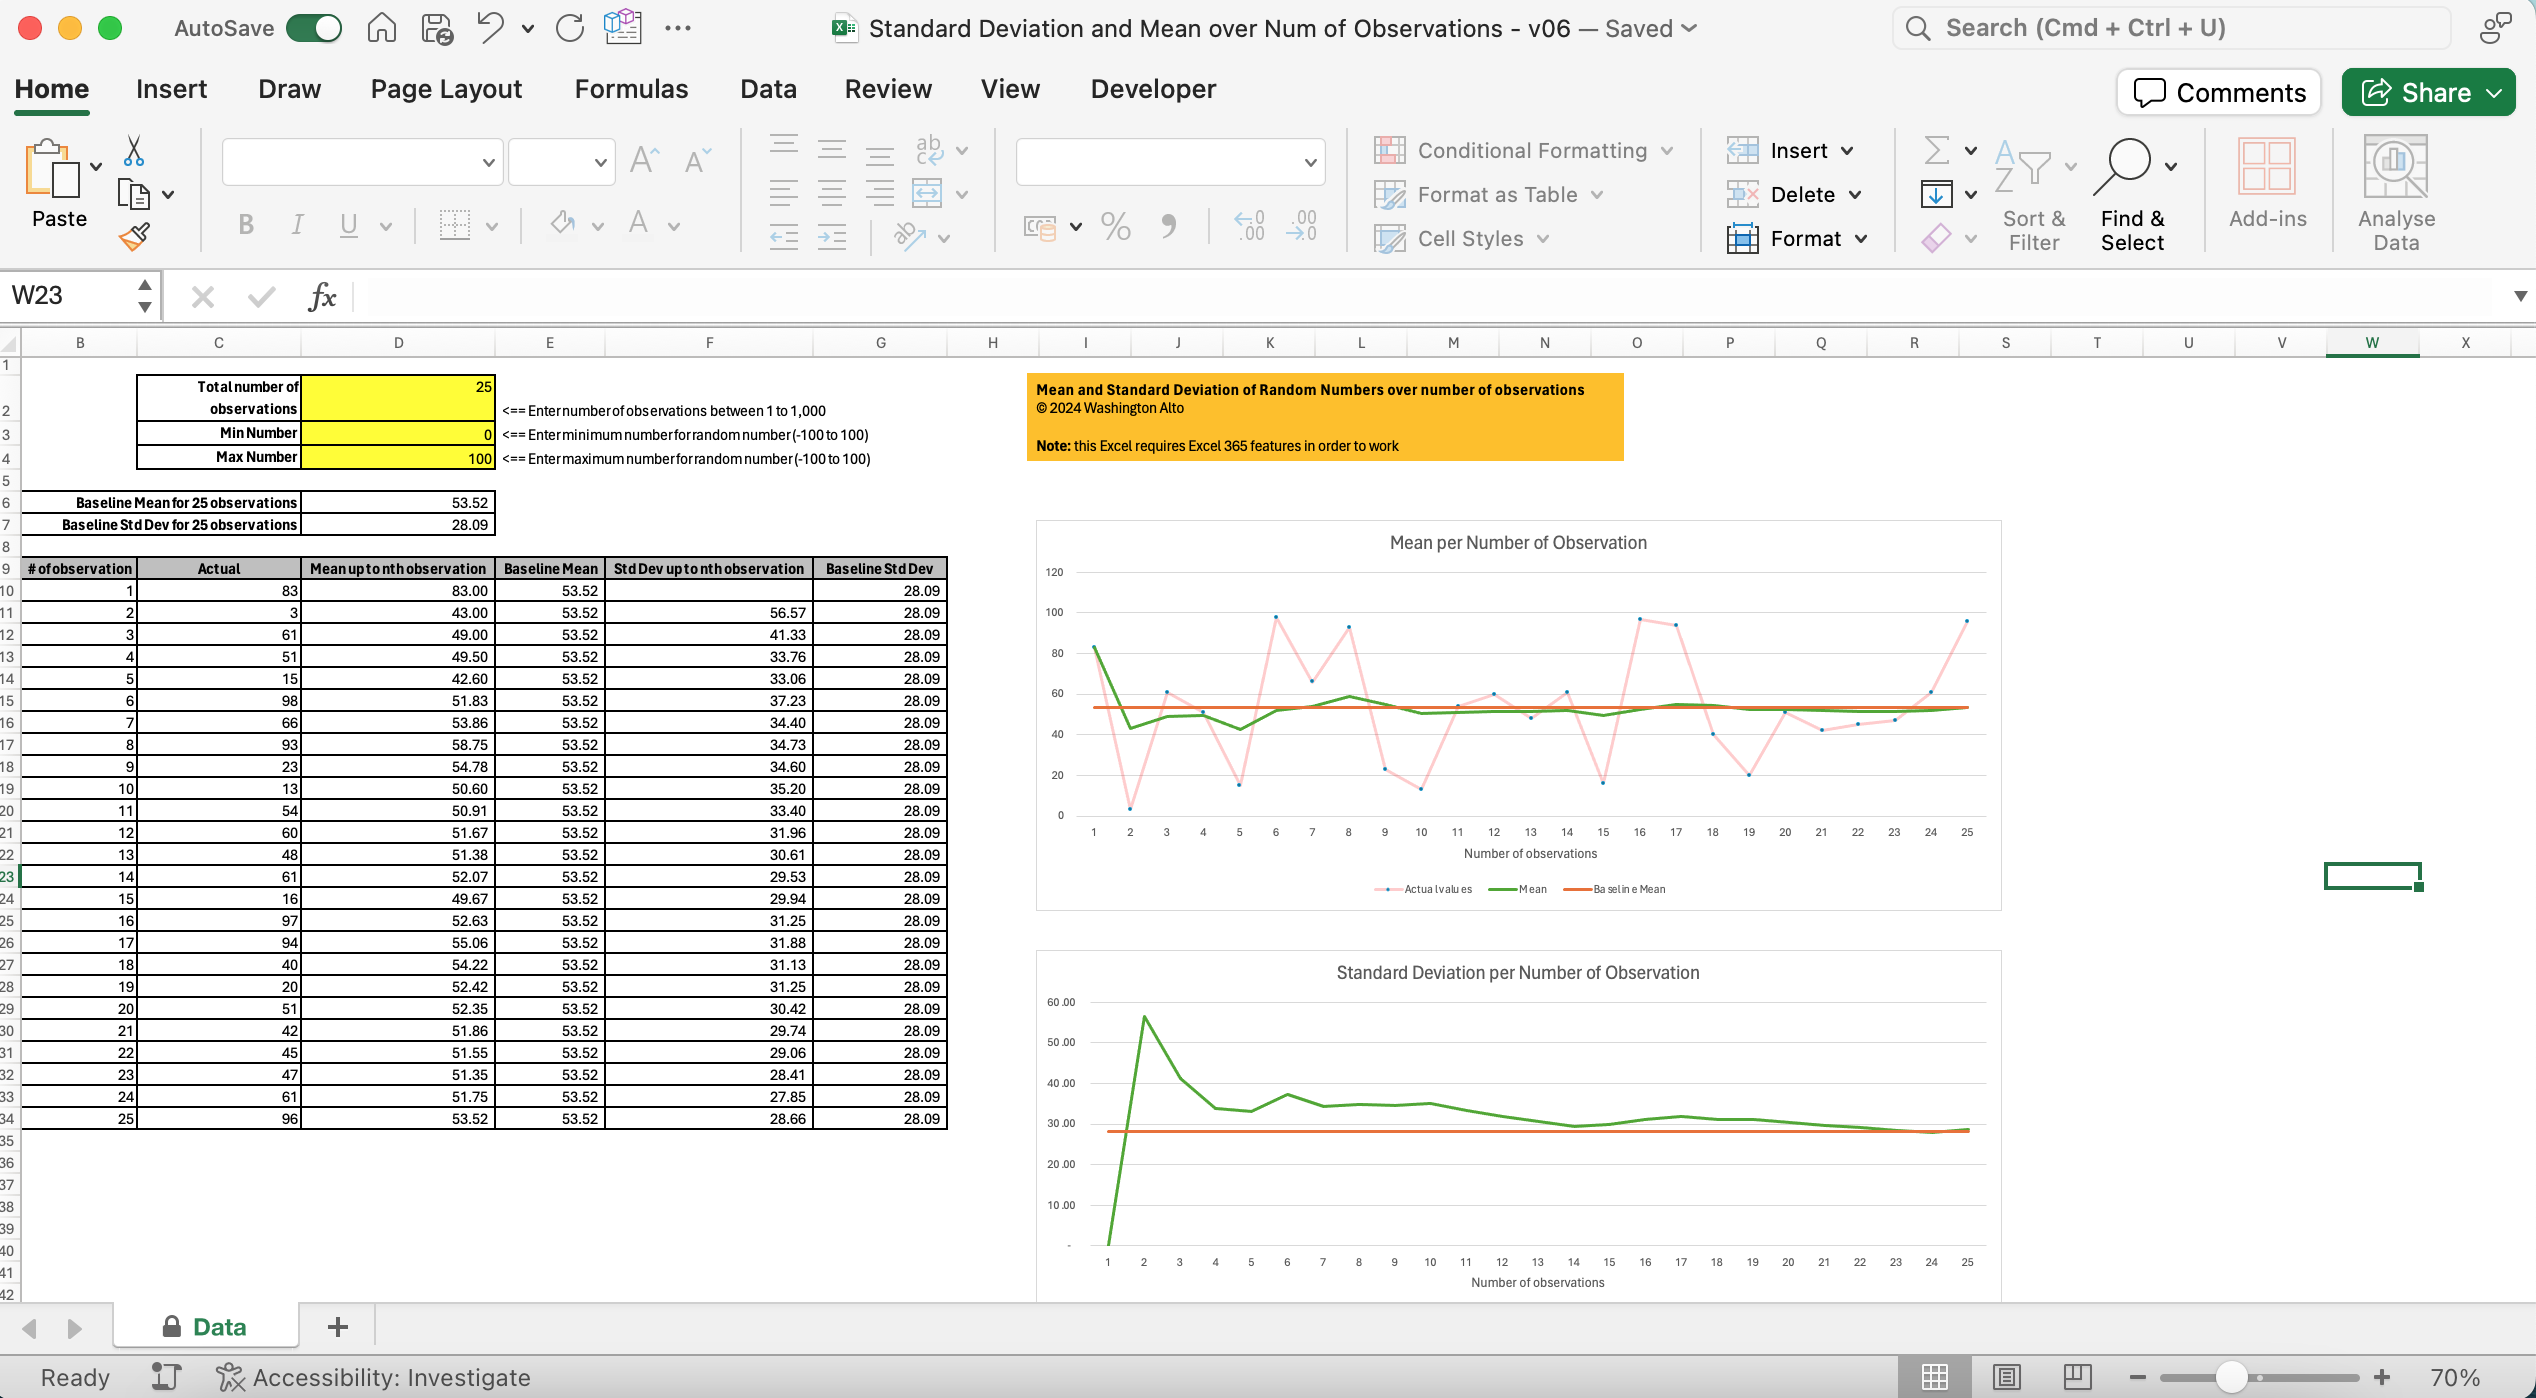 AutoSave
Standard Deviation and Mean over Num of Observations - v06 — Saved
Search (Cmd + Ctrl + U)
Home Insert Draw Page Layout Formulas Data Review View Developer
Comments Share
Paste
Conditional Formatting
Format as Table
Cell Styles
Insert
Delete
Format
Sort & Filter
Find & Select
Add-ins
Analyse Data
W23
fx
B C D E F G H I J K L M N O P Q R S T U V W X
Total number of observations 25 <== Enter number of observations between 1 to 1,000
Min Number 0 <== Enter minimum number for random number (-100 to 100)
Max Number 100 <== Enter maximum number for random number (-100 to 100)
Mean and Standard Deviation of Random Numbers over number of observations
© 2024 Washington Alto
Note: this Excel requires Excel 365 features in order to work
Baseline Mean for 25 observations 53.52
Baseline Std Dev for 25 observations 28.09
# of observation Actual Mean up to nth observation Baseline Mean Std Dev up to nth observation Baseline Std Dev
1 83 83.00 53.52 28.09
2 3 43.00 53.52 56.57 28.09
3 61 49.00 53.52 41.33 28.09
4 51 49.50 53.52 33.76 28.09
5 15 42.60 53.52 33.06 28.09
6 98 51.83 53.52 37.23 28.09
7 66 53.86 53.52 34.40 28.09
8 93 58.75 53.52 34.73 28.09
9 23 54.78 53.52 34.60 28.09
10 13 50.60 53.52 35.20 28.09
11 54 50.91 53.52 33.40 28.09
12 60 51.67 53.52 31.96 28.09
13 48 51.38 53.52 30.61 28.09
14 61 52.07 53.52 29.53 28.09
15 16 49.67 53.52 29.94 28.09
16 97 52.63 53.52 31.25 28.09
17 94 55.06 53.52 31.88 28.09
18 40 54.22 53.52 31.13 28.09
19 20 52.42 53.52 31.25 28.09
20 51 52.35 53.52 30.42 28.09
21 42 51.86 53.52 29.74 28.09
22 45 51.55 53.52 29.06 28.09
23 47 51.35 53.52 28.41 28.09
24 61 51.75 53.52 27.85 28.09
25 96 53.52 53.52 28.66 28.09
Mean per Number of Observation
120
100
80
60
40
20
0
1 2 3 4 5 6 7 8 9 10 11 12 13 14 15 16 17 18 19 20 21 22 23 24 25
Number of observations
Actual values Mean Baseline Mean
Standard Deviation per Number of Observation
60.00
50.00
40.00
30.00
20.00
10.00
-
1 2 3 4 5 6 7 8 9 10 11 12 13 14 15 16 17 18 19 20 21 22 23 24 25
Number of observations
Data
Ready
Accessibility: Investigate
70%